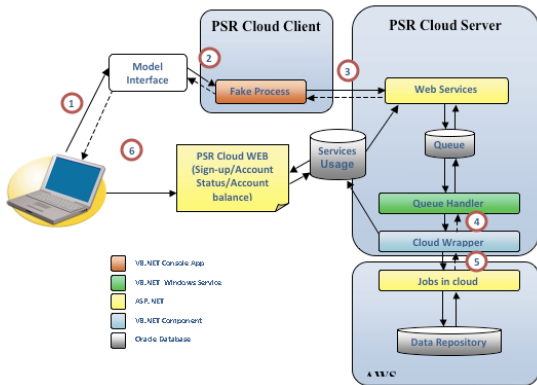 PSR Cloud Client
PSR Cloud Server
2
Model
Interface
3
Fake Process
Web Services
1
6
PSR Cloud WEB
(Sign-up/Account
Status/Account
balance)
Services
Usage
Queue
Queue Handler
4
Cloud Wrapper
5
Jobs in cloud
Data Repository
AWS
VB.NET Console App
VB.NET Windows Service
ASP.NET
VB.NET Component
Oracle Database